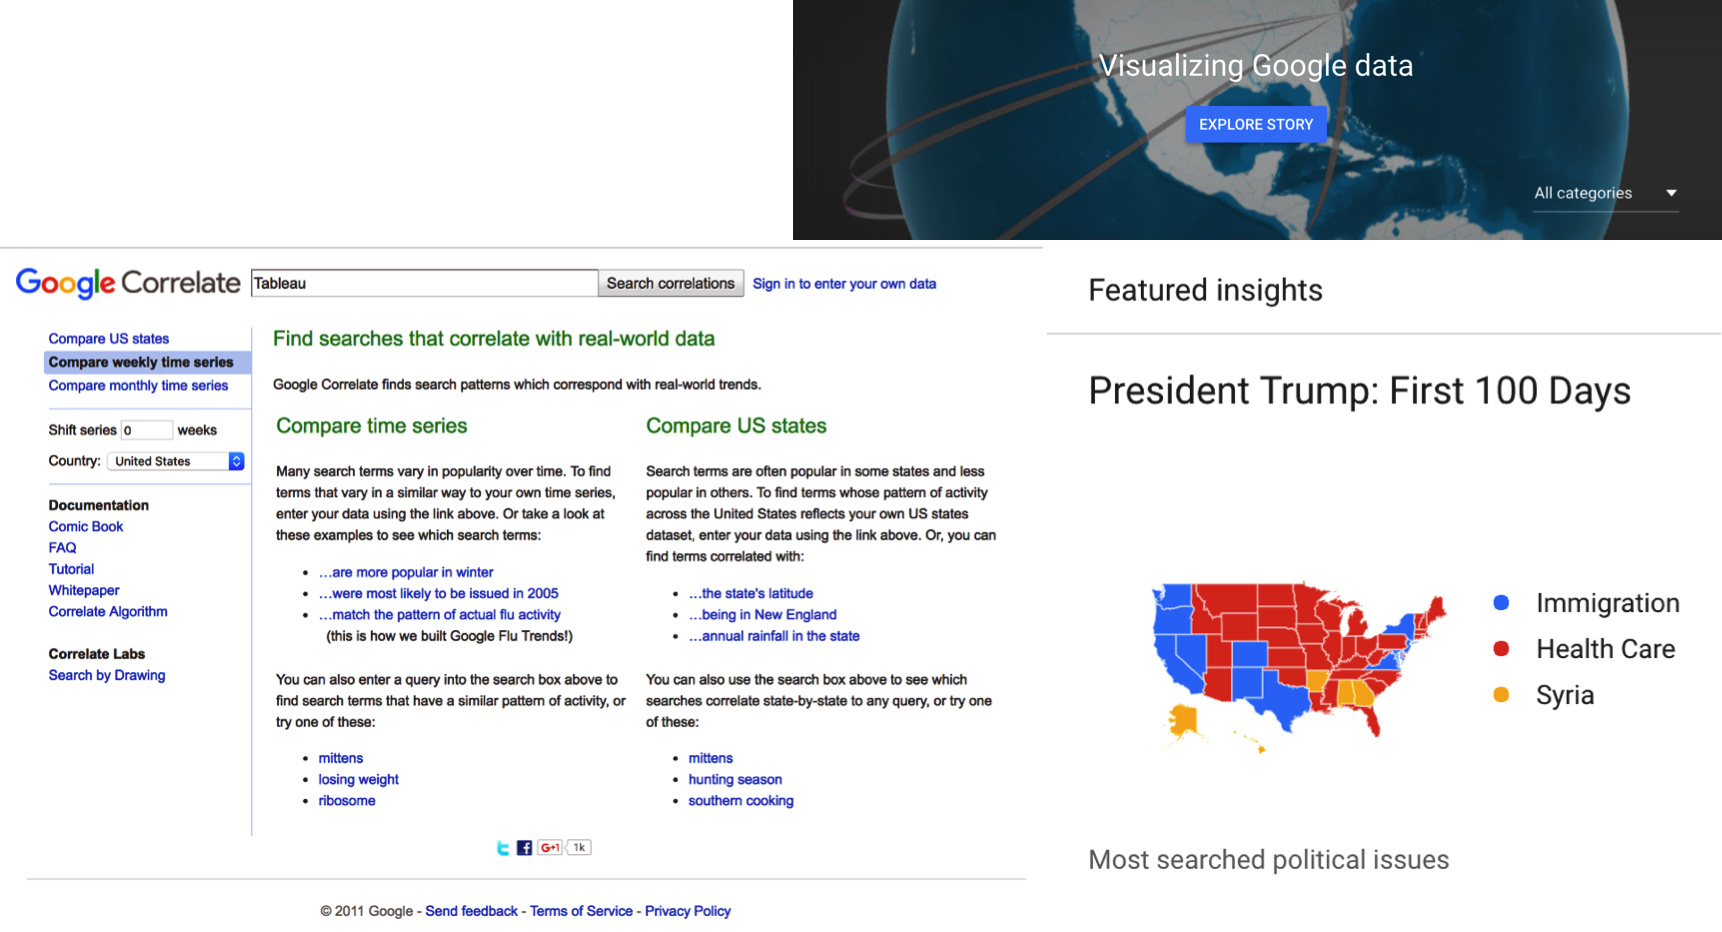 Visualizing Google data
EXPLORE STORY
All categories
Google Correlate
Tableau
Search correlations
Sign in to enter your own data
Compare US states
Compare weekly time series
Compare monthly time series
Shift series 0 weeks
Country: United States
Documentation
Comic Book
FAQ
Tutorial
Whitepaper
Correlate Algorithm
Correlate Labs
Search by Drawing
Find searches that correlate with real-world data
Google Correlate finds search patterns which correspond with real-world trends.
Compare time series
Many search terms vary in popularity over time. To find
terms that vary in a similar way to your own time series,
enter your data using the link above. Or take a look at
these examples to see which search terms:
• ...are more popular in winter
• ...were most likely to be issued in 2005
• ...match the pattern of actual flu activity
(this is how we built Google Flu Trends!)
You can also enter a query into the search box above to
find search terms that have a similar pattern of activity, or
try one of these:
• mittens
• losing weight
• ribosome
Compare US states
Search terms are often popular in some states and less
popular in others. To find terms whose pattern of activity
across the United States reflects your own US states
dataset, enter your data using the link above. Or, you can
find terms correlated with:
• ...the state's latitude
• ...being in New England
• ...annual rainfall in the state
You can also use the search box above to see which
searches correlate state-by-state to any query, or try one
of these:
• mittens
• hunting season
• southern cooking
G+1 1k
© 2011 Google - Send feedback - Terms of Service - Privacy Policy
Featured insights
President Trump: First 100 Days
Immigration
Health Care
Syria
Most searched political issues